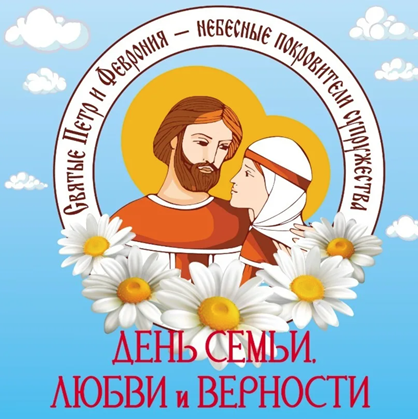 Святые Петр и Феврония — небесные покровители супружества
ДЕНЬ СЕМЬИ,
ЛЮБВИ и ВЕРНОСТИ